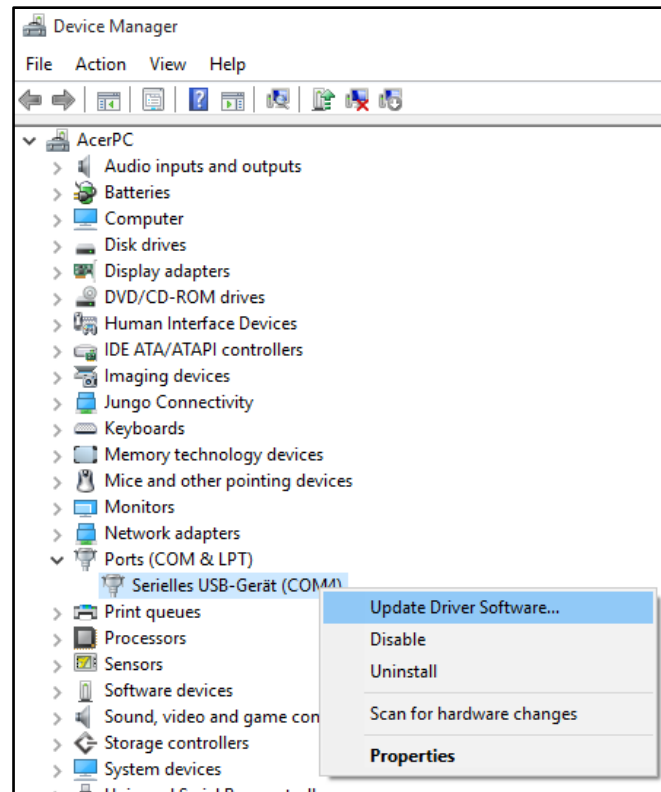 Device Manager
File Action View Help
AcerPC
Audio inputs and outputs
Batteries
Computer
Disk drives
Display adapters
DVD/CD-ROM drives
Human Interface Devices
IDE ATA/ATAPI controllers
Imaging devices
Jungo Connectivity
Keyboards
Memory technology devices
Mice and other pointing devices
Monitors
Network adapters
Ports (COM & LPT)
Serielles USB-Gerät (COM4)
Print queues
Processors
Sensors
Software devices
Sound, video and game con
Storage controllers
System devices
Update Driver Software...
Disable
Uninstall
Scan for hardware changes
Properties